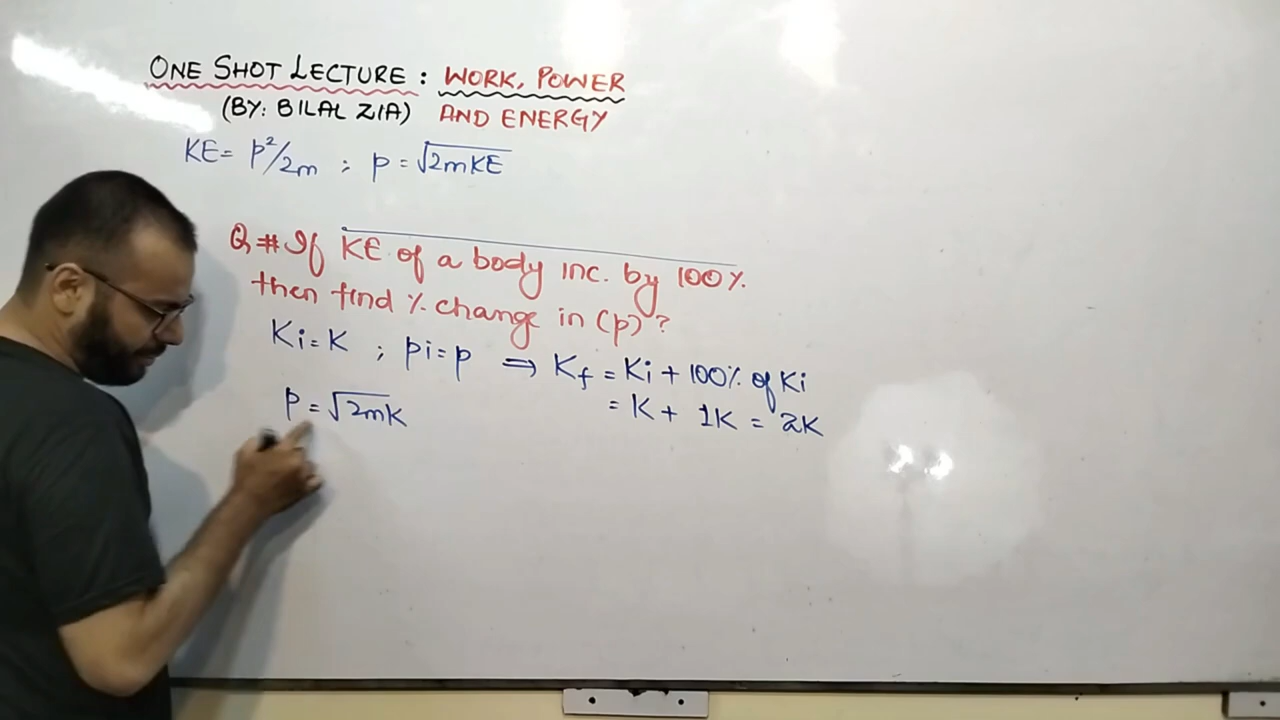 ONE SHOT LECTURE: WORK, POWER
(BY: BILAL ZIA) AND ENERGY
KE = p²/2m ; p = √2mKE
Q# If KE of a body inc. by 100%.
then find % change in (p)?
Ki = K ; pi = p ⇒ Kf = Ki + 100% of Ki
p = √2mK = K + 1K = 2K